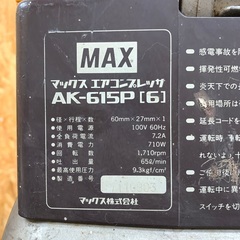 MAX
マックス エアコンプレッサ
AK-615P [6]
●径×行程×数 60mm×27mm×1
●使用電源 100V 60Hz
●全負荷電流 7.2A
●消費電力 710W
●回転数 1,710rpm
●吐出量 65ℓ/min
●最高使用圧力 9.3kgf/cm²
●製造番号
マックス株式会社
●感電事故
●揮発性可燃
●炎天下での
●使用場所は
●延長コードを
●運転時
れないよう、十
●運転中に異
スイッチを切